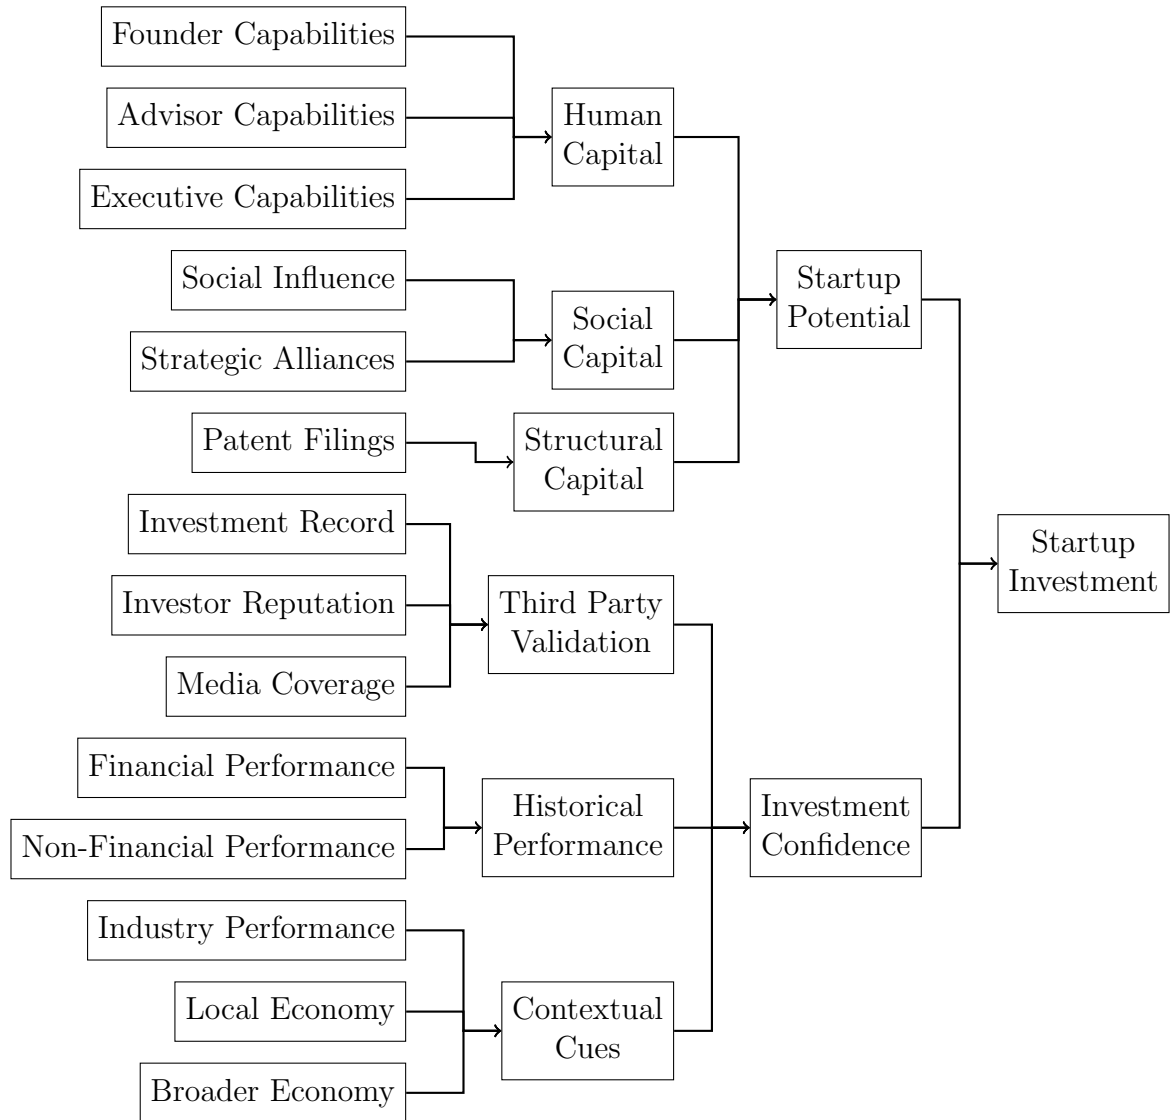 Founder Capabilities
Advisor Capabilities
Executive Capabilities
Social Influence
Strategic Alliances
Patent Filings
Investment Record
Investor Reputation
Media Coverage
Financial Performance
Non-Financial Performance
Industry Performance
Local Economy
Broader Economy
Human
Capital
Social
Capital
Structural
Capital
Third Party
Validation
Historical
Performance
Contextual
Cues
Startup
Potential
Investment
Confidence
Startup
Investment